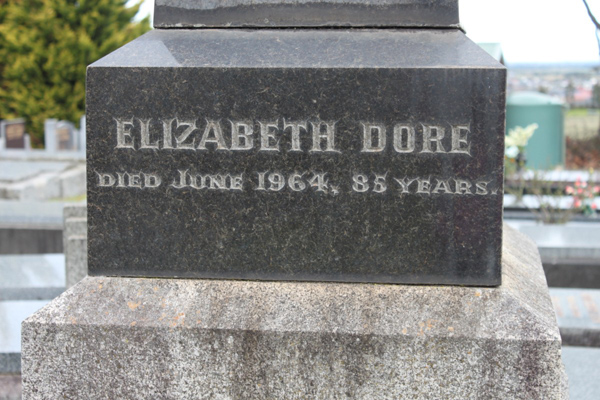 ELIZABETH DORE
DIED JUNE 1964, 85 YEARS.